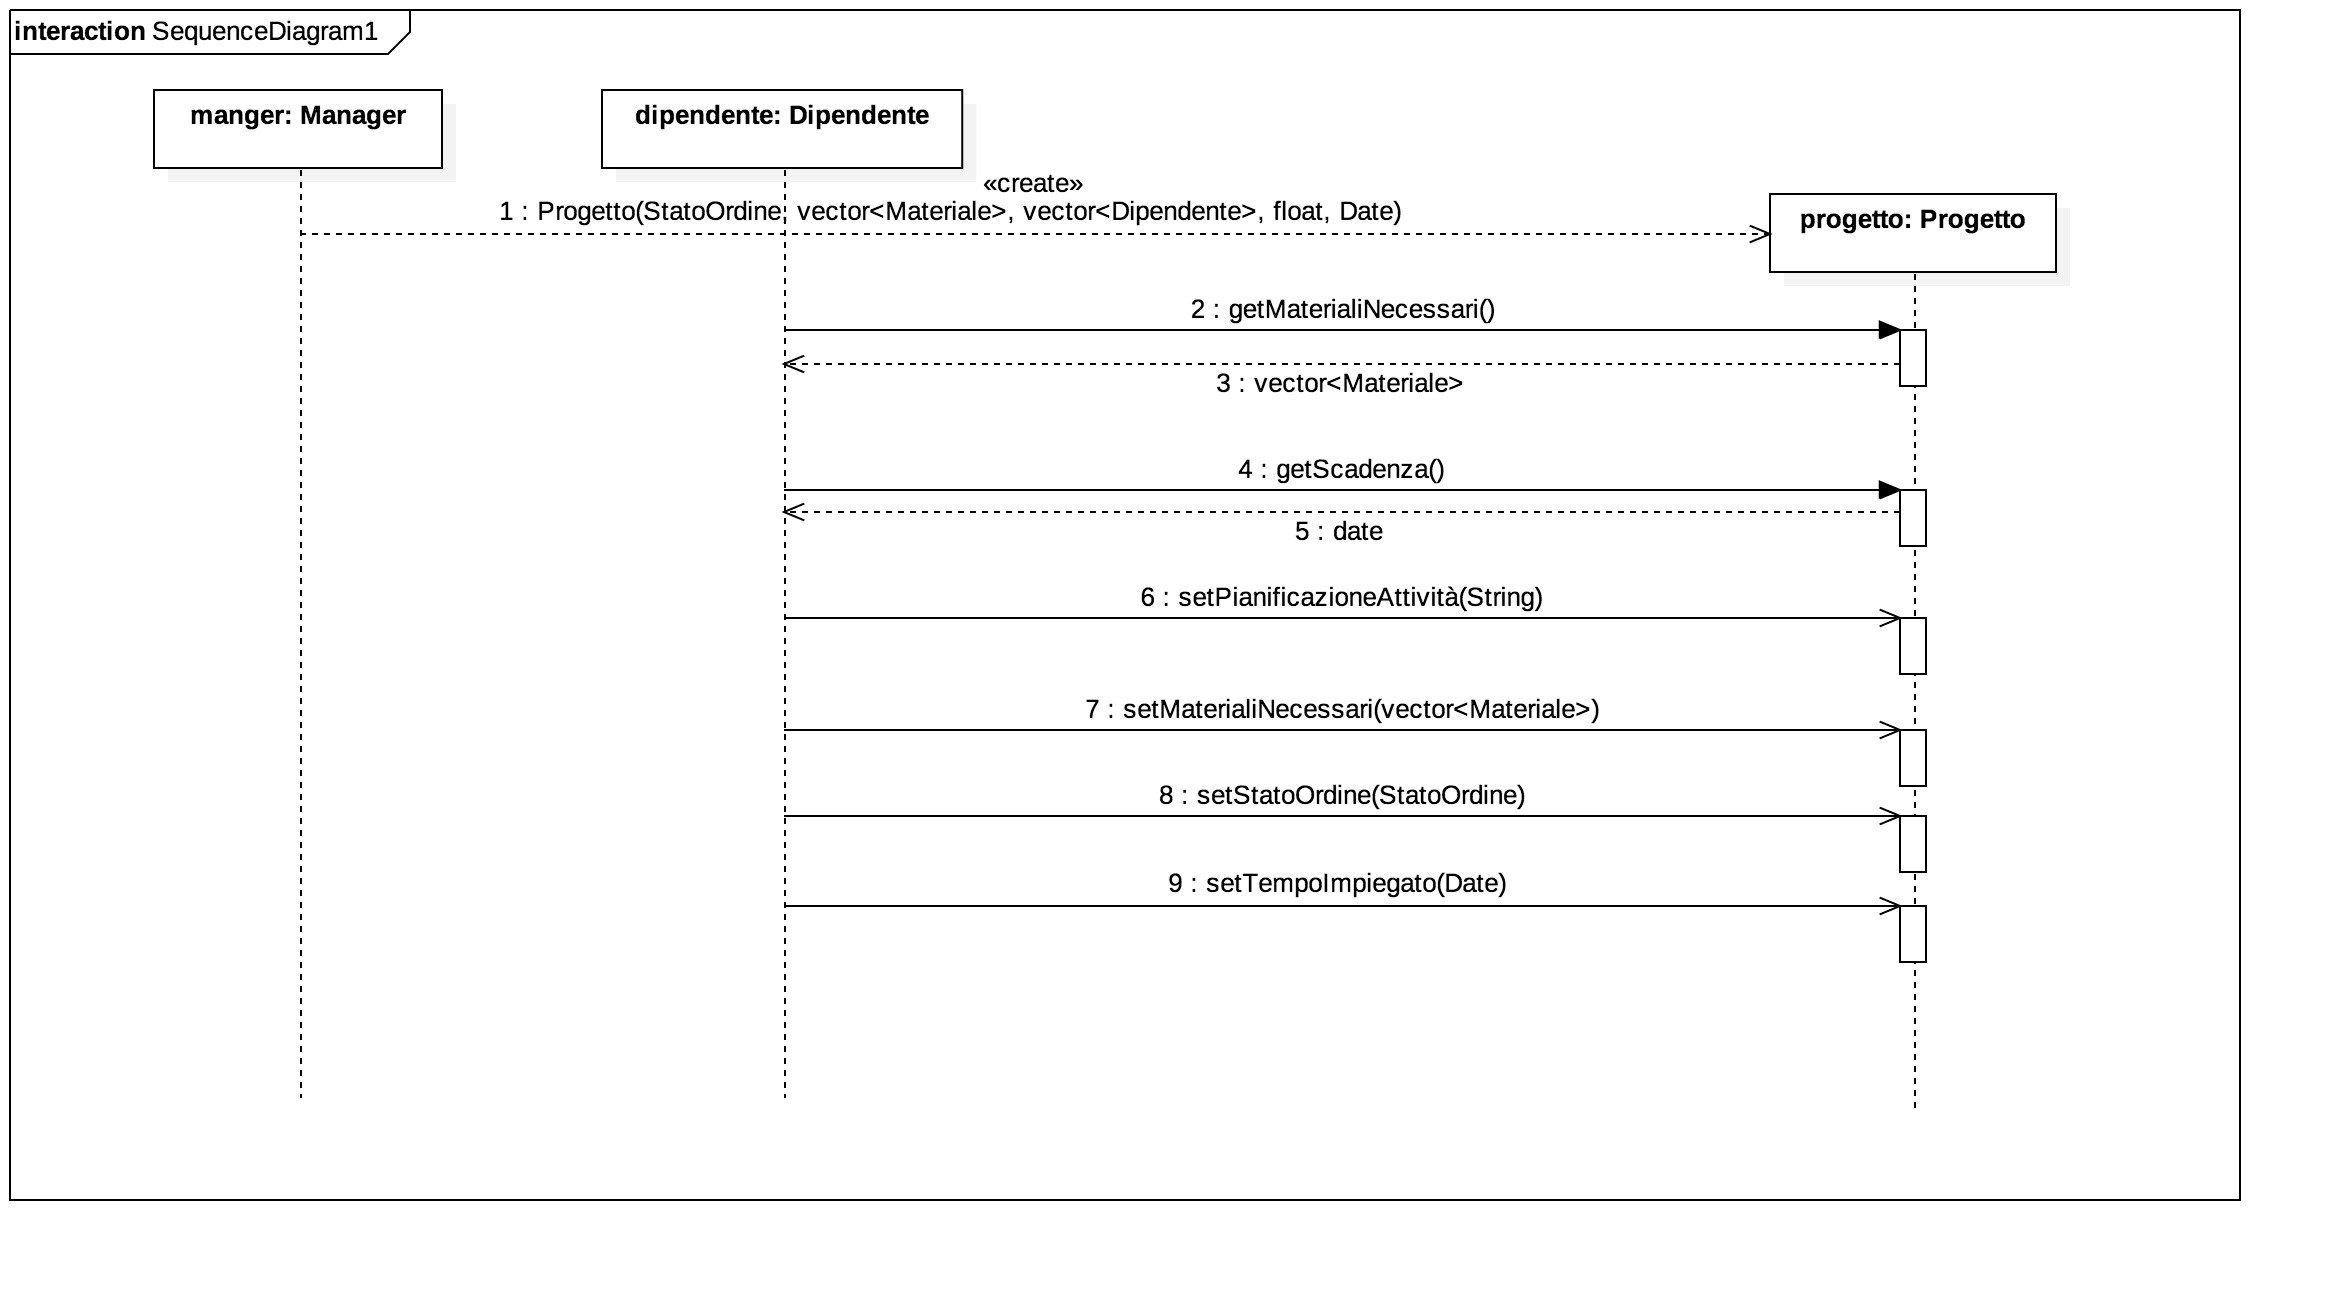 interaction SequenceDiagram1
manger: Manager
dipendente: Dipendente
«create»
1 : Progetto(StatoOrdine, vector<Materiale>, vector<Dipendente>, float, Date)
progetto: Progetto
2 : getMaterialiNecessari()
3 : vector<Materiale>
4 : getScadenza()
5 : date
6 : setPianificazioneAttività(String)
7 : setMaterialiNecessari(vector<Materiale>)
8 : setStatoOrdine(StatoOrdine)
9 : setTempoImpiegato(Date)